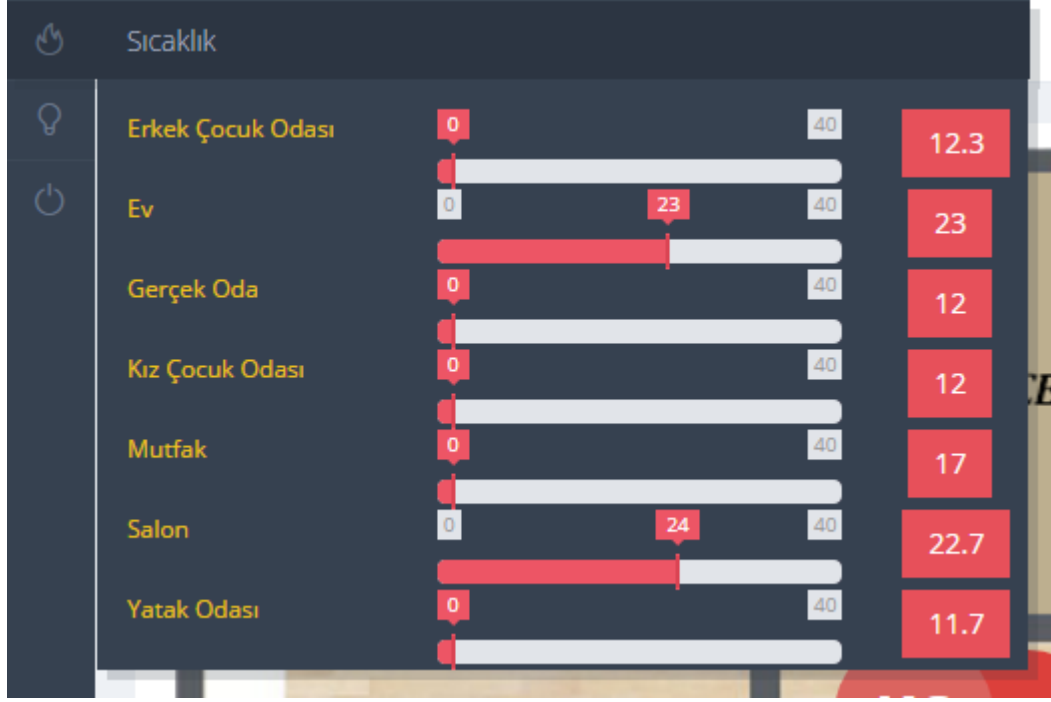 Sıcaklık
Erkek Çocuk Odası 0 40 12.3
Ev 0 23 40 23
Gerçek Oda 0 40 12
Kız Çocuk Odası 0 40 12
Mutfak 0 40 17
Salon 0 24 40 22.7
Yatak Odası 0 40 11.7